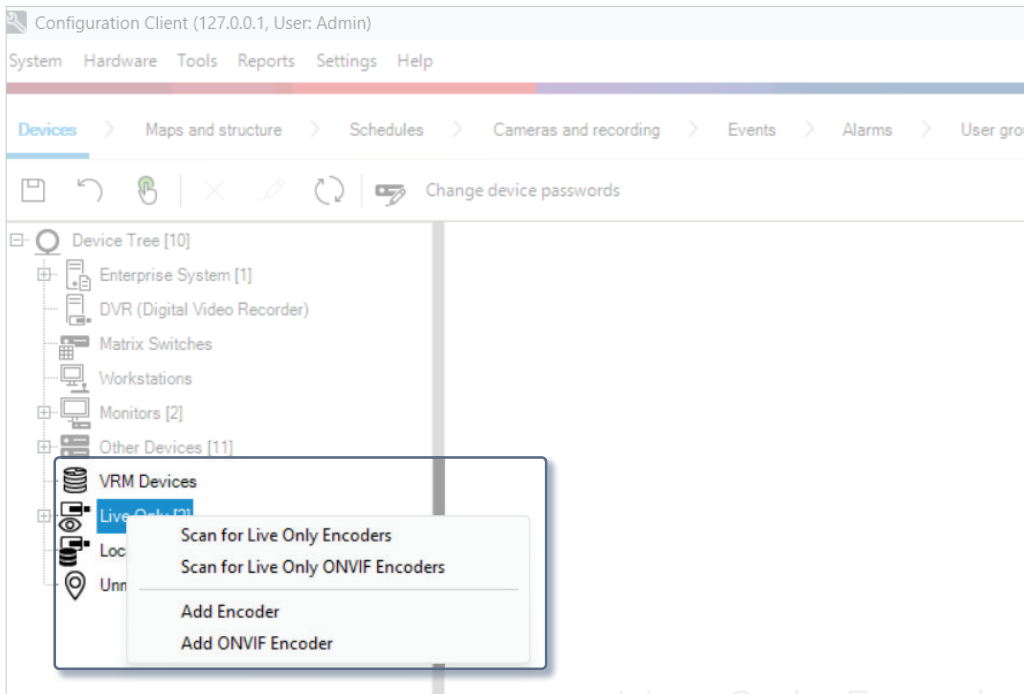 Configuration Client (127.0.0.1, User: Admin)
System Hardware Tools Reports Settings Help
Devices Maps and structure Schedules Cameras and recording Events Alarms User
Change device passwords
Device Tree [10]
Enterprise System [1]
DVR (Digital Video Recorder)
Matrix Switches
Workstations
Monitors [2]
Other Devices [11]
VRM Devices
Live Only
Scan for Live Only Encoders
Scan for Live Only ONVIF Encoders
Add Encoder
Add ONVIF Encoder